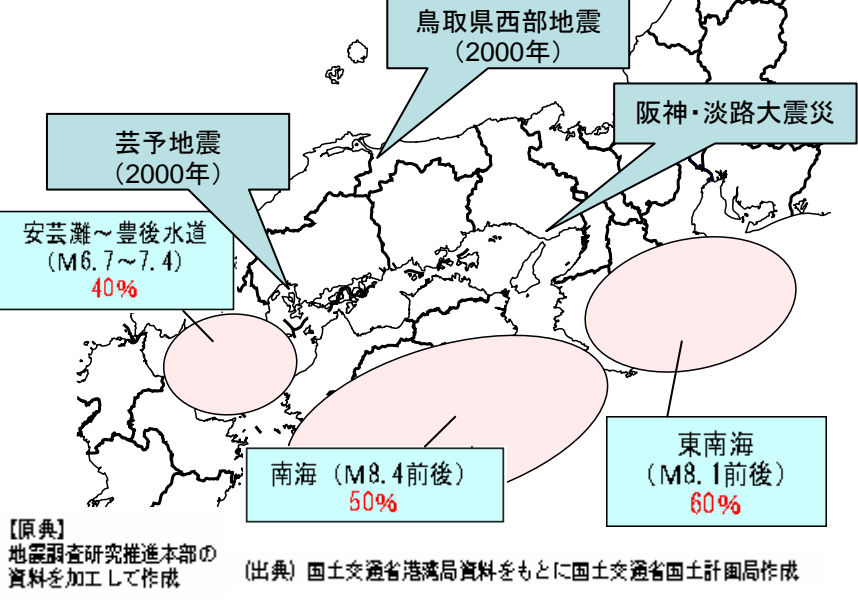 鳥取県西部地震
（2000年）
阪神・淡路大震災
芸予地震
（2000年）
安芸灘～豊後水道
（M6.7～7.4）
40%
南海（M8.4前後）
50%
東南海
（M8.1前後）
60%
【原典】
地震調査研究推進本部の
資料を加工して作成
（出典）国土交通省港湾局資料をもとに国土交通省国土計画局作成